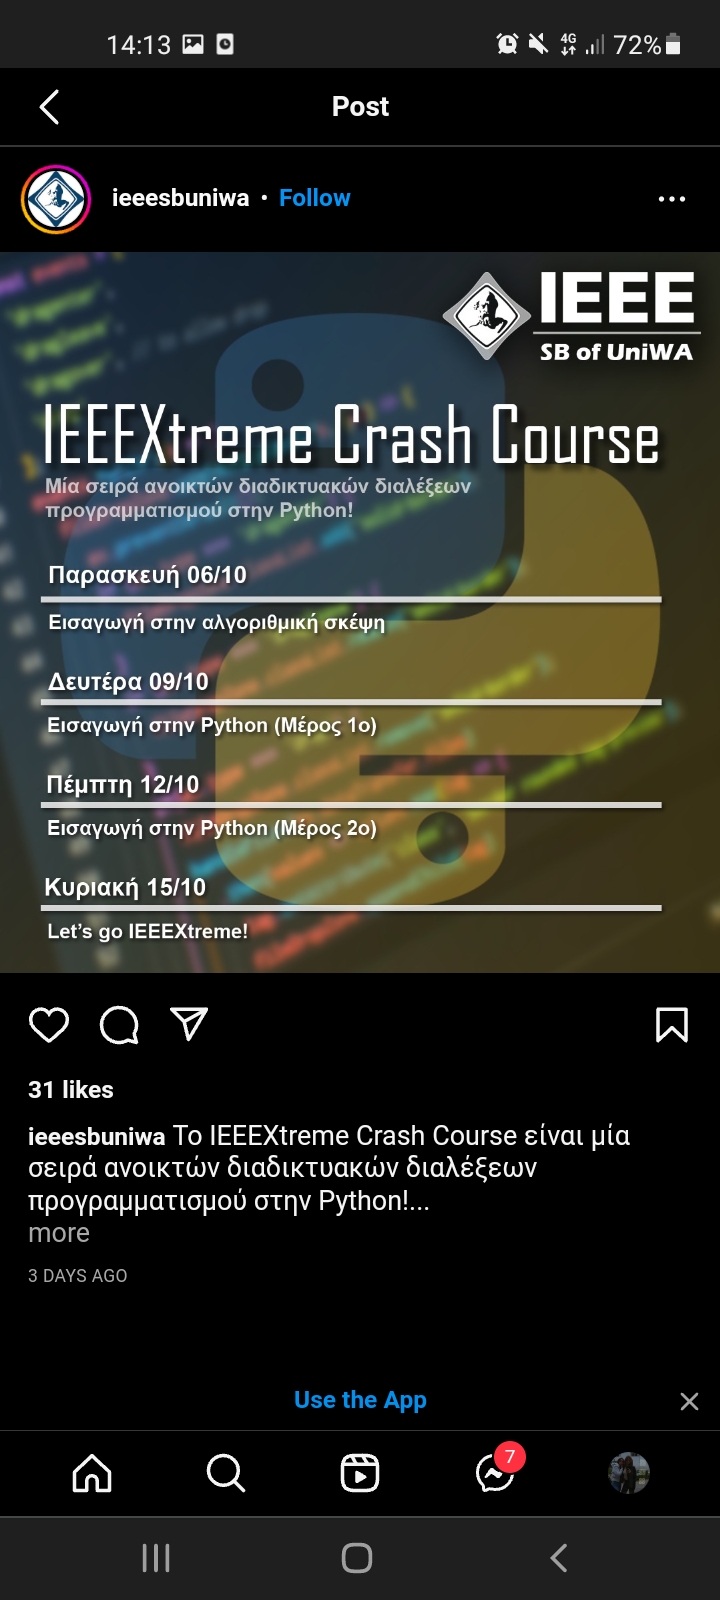 14:13
4G
72%
Post
ieeesbuniwa • Follow
IEEE
SB of UniWA
IEEEXtreme Crash Course
Μία σειρά ανοικτών διαδικτυακών διαλέξεων
προγραμματισμού στην Python!
Παρασκευή 06/10
Εισαγωγή στην αλγοριθμική σκέψη
Δευτέρα 09/10
Εισαγωγή στην Python (Μέρος 1ο)
Πέμπτη 12/10
Εισαγωγή στην Python (Μέρος 2ο)
Κυριακή 15/10
Let's go IEEEXtreme!
31 likes
ieeesbuniwa Το IEEEXtreme Crash Course είναι μία
σειρά ανοικτών διαδικτυακών διαλέξεων
προγραμματισμού στην Python!...
more
3 DAYS AGO
Use the App
7